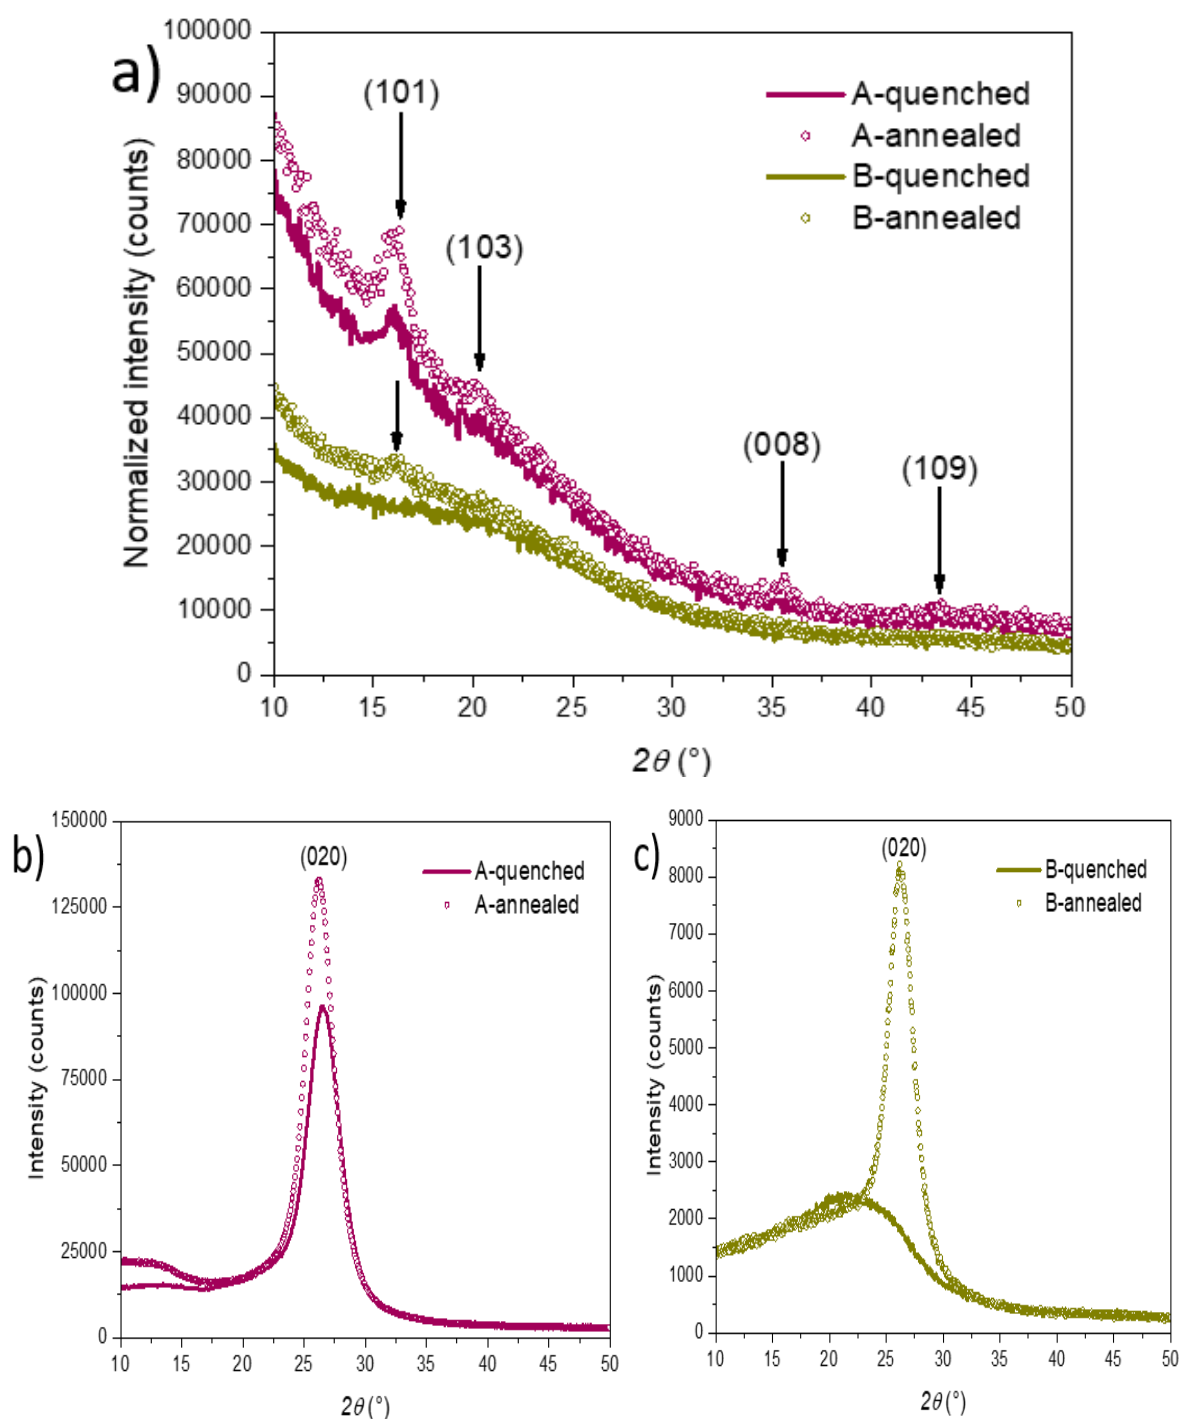 a)
Normalized intensity (counts)
100000
90000
80000
70000
60000
50000
40000
30000
20000
10000
0
(101)
(103)
(008)
(109)
A-quenched
A-annealed
B-quenched
B-annealed
10 15 20 25 30 35 40 45 50
2θ (°)
b)
Intensity (counts)
150000
125000
100000
75000
50000
25000
0
(020)
A-quenched
A-annealed
10 15 20 25 30 35 40 45 50
2θ (°)
c)
Intensity (counts)
9000
8000
7000
6000
5000
4000
3000
2000
1000
0
(020)
B-quenched
B-annealed
10 15 20 25 30 35 40 45 50
2θ (°)